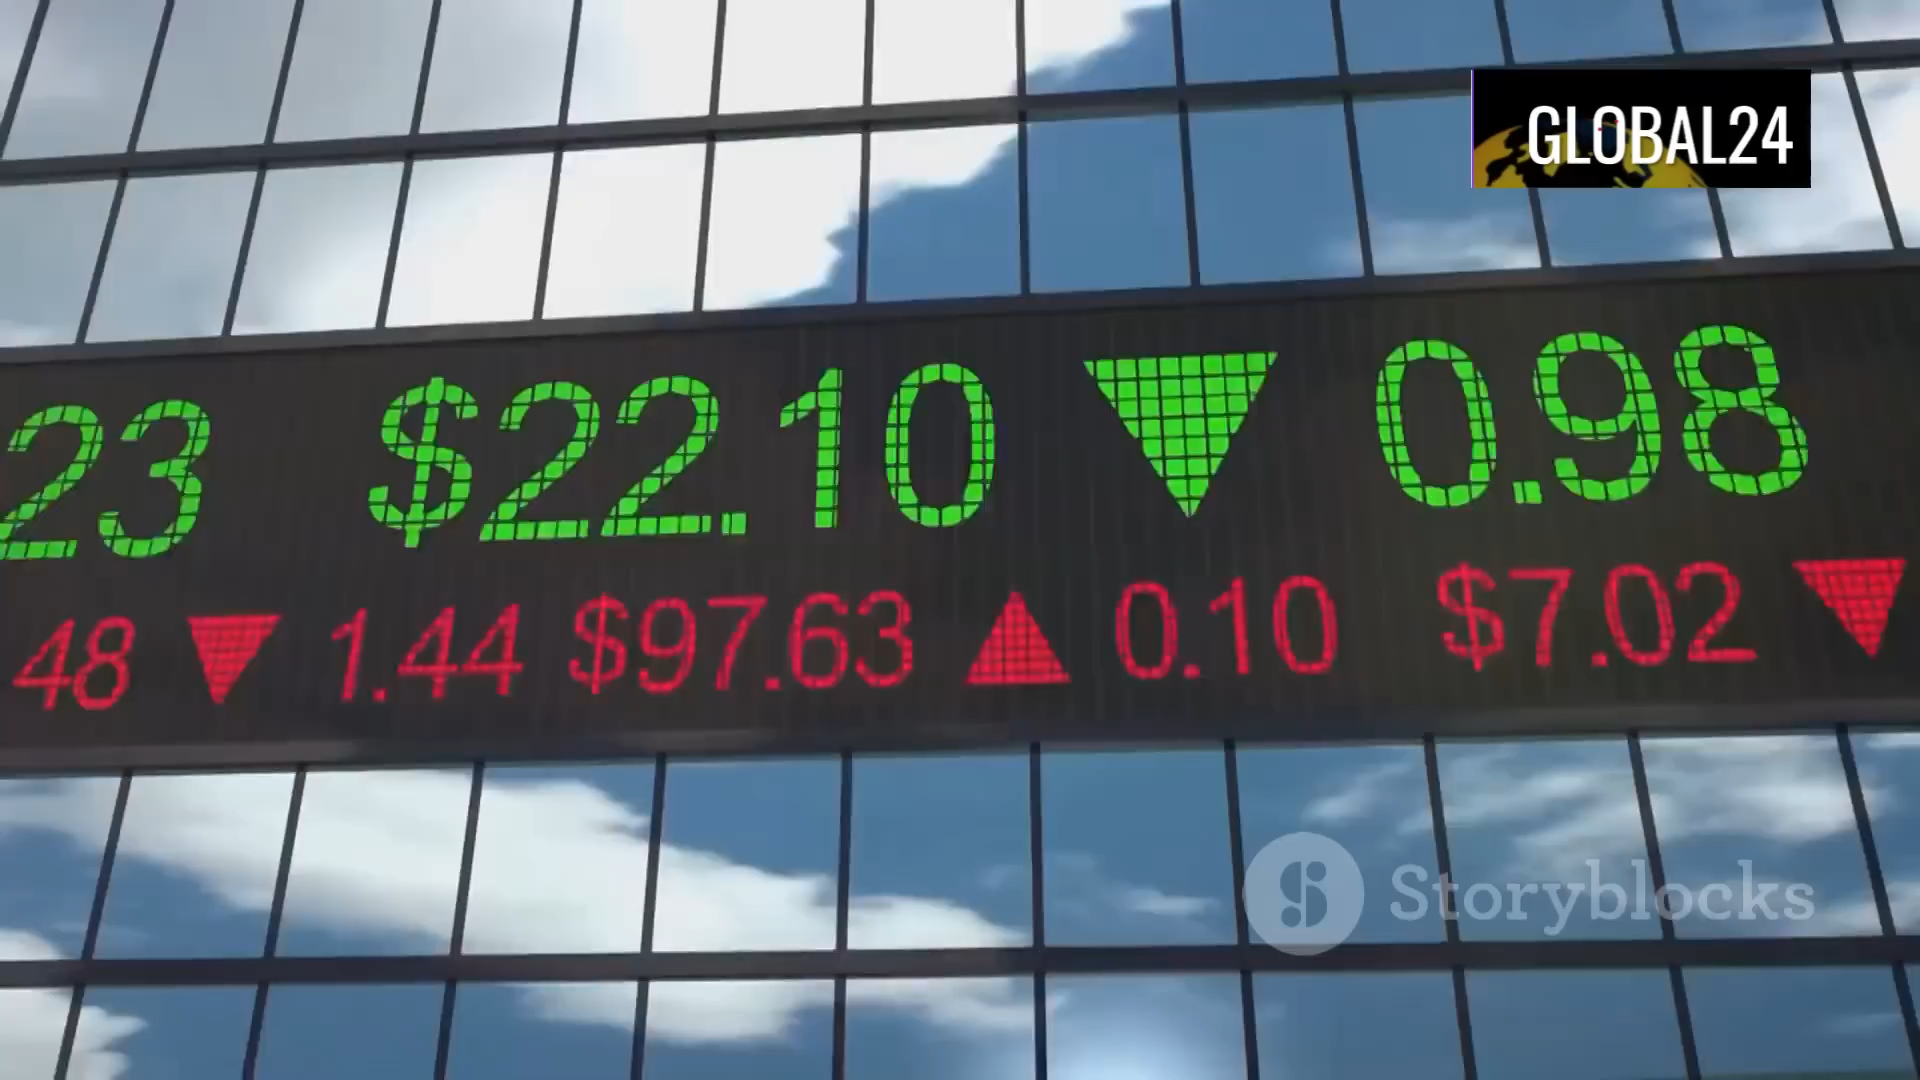 GLOBAL24
23 $22.10 ▼ 0.98
48 ▼ 1.44 $97.63 ▲ 0.10 $7.02 ▼
Storyblocks